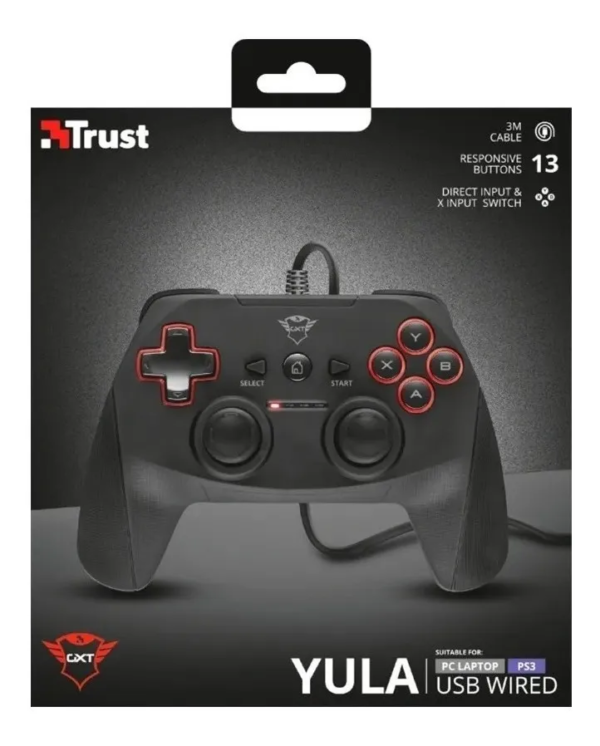 Trust
3M
CABLE
RESPONSIVE
BUTTONS 13
DIRECT INPUT &
X INPUT SWITCH
GXT
SELECT
START
Y
X
B
A
GXT
YULA
SUITABLE FOR:
PC LAPTOP PS3
USB WIRED